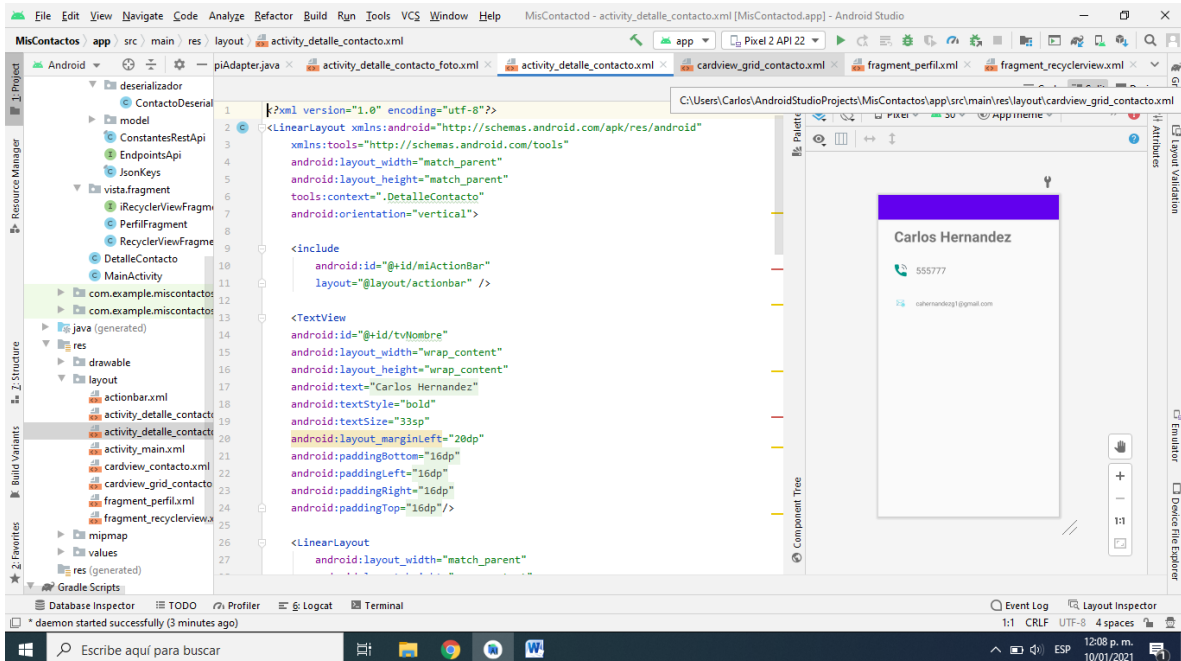 File Edit View Navigate Code Analyze Refactor Build Run Tools VCS Window Help MisContactod - activity_detalle_contacto.xml [MisContactod.app] - Android Studio
MisContactos app src main res layout activity_detalle_contacto.xml app Pixel 2 API 22
Android piAdapter.java activity_detalle_contacto_foto.xml activity_detalle_contacto.xml cardview_grid_contacto.xml fragment_perfil.xml fragment_recyclerview.xml
C:\Users\Carlos\AndroidStudioProjects\MisContactos\app\src\main\res\layout\cardview_grid_contacto.xml
1: Project
Resource Manager
Z: Structure
Build Variants
2: Favorites
deserializador
ContactoDeserial
model
ConstantesRestApi
EndpointsApi
JsonKeys
vista.fragment
iRecyclerViewFragme
PerfilFragment
RecyclerViewFragme
DetalleContacto
MainActivity
com.example.miscontactos
com.example.miscontactos
java (generated)
res
drawable
layout
actionbar.xml
activity_detalle_contacto
activity_detalle_contacto
activity_main.xml
cardview_contacto.xml
cardview_grid_contacto
fragment_perfil.xml
fragment_recyclerview.x
mipmap
values
res (generated)
Gradle Scripts
1 <?xml version="1.0" encoding="utf-8"?>
2 <LinearLayout xmlns:android="http://schemas.android.com/apk/res/android"
3 xmlns:tools="http://schemas.android.com/tools"
4 android:layout_width="match_parent"
5 android:layout_height="match_parent"
6 tools:context=".DetalleContacto"
7 android:orientation="vertical">
8
9 <include
10 android:id="@+id/miActionBar"
11 layout="@layout/actionbar" />
12
13 <TextView
14 android:id="@+id/tvNombre"
15 android:layout_width="wrap_content"
16 android:layout_height="wrap_content"
17 android:text="Carlos Hernandez"
18 android:textStyle="bold"
19 android:textSize="33sp"
20 android:layout_marginLeft="20dp"
21 android:paddingBottom="16dp"
22 android:paddingLeft="16dp"
23 android:paddingRight="16dp"
24 android:paddingTop="16dp"/>
25
26 <LinearLayout
27 android:layout_width="match_parent"
Palette
Component Tree
Pixel 30 AppTheme
Carlos Hernandez
555777
cahernandezg1@gmail.com
1:1
Attributes
Layout Validation
Emulator
Device File Explorer
Database Inspector TODO Profiler 6: Logcat Terminal Event Log Layout Inspector
* daemon started successfully (3 minutes ago) 1:1 CRLF UTF-8 4 spaces
Escribe aquí para buscar
ESP
12:08 p. m.
10/01/2021